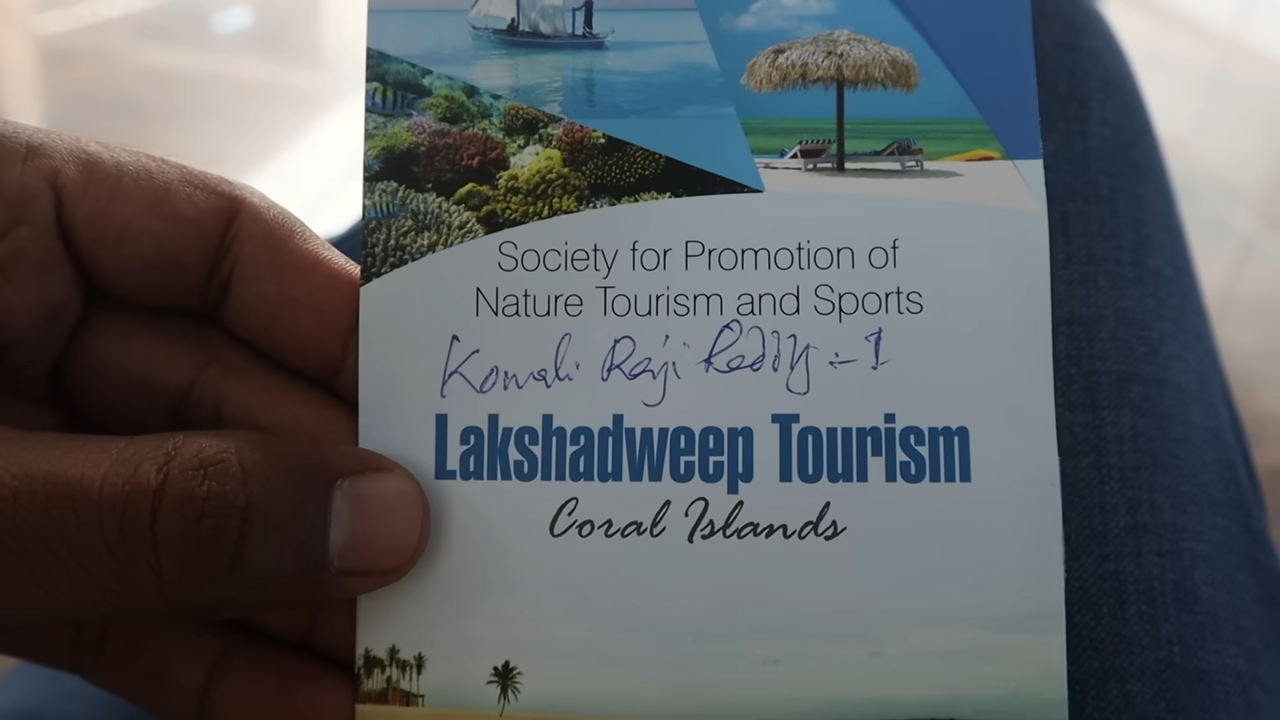 Society for Promotion of
Nature Tourism and Sports
Komali Raji Reddy :- 1
Lakshadweep Tourism
Coral Islands